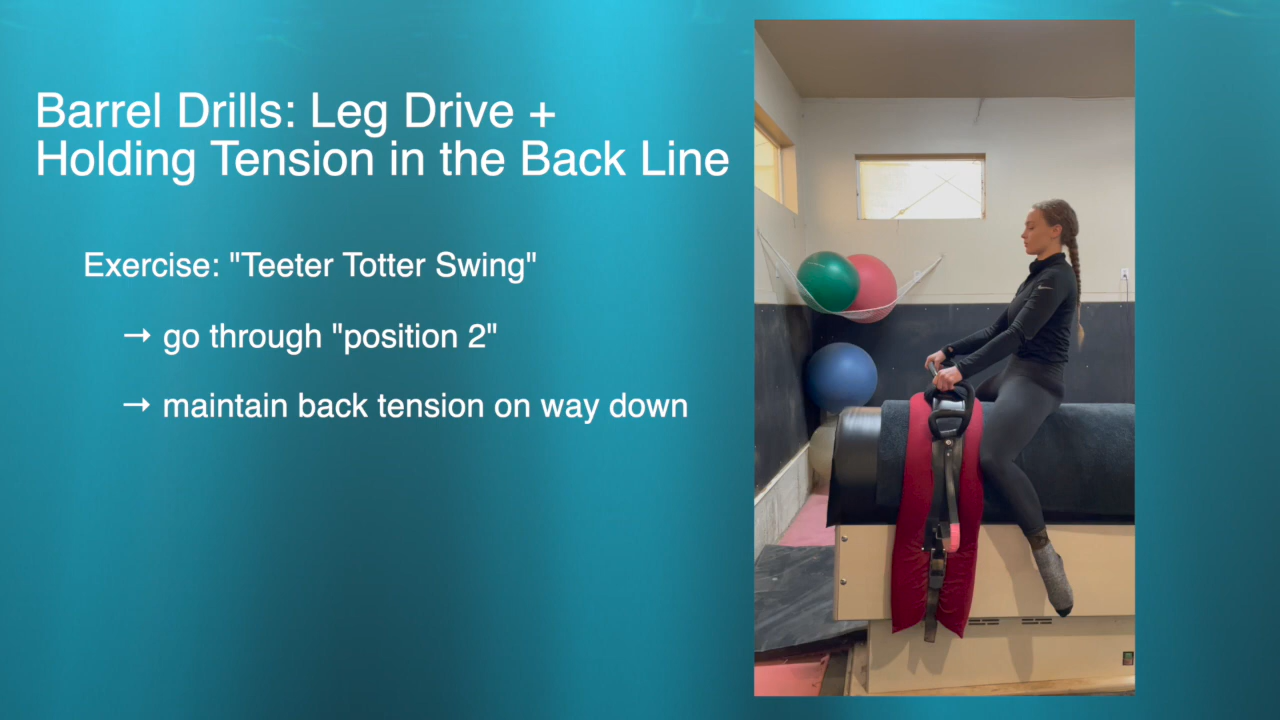 Barrel Drills: Leg Drive +
Holding Tension in the Back Line
Exercise: "Teeter Totter Swing"
→ go through "position 2"
→ maintain back tension on way down